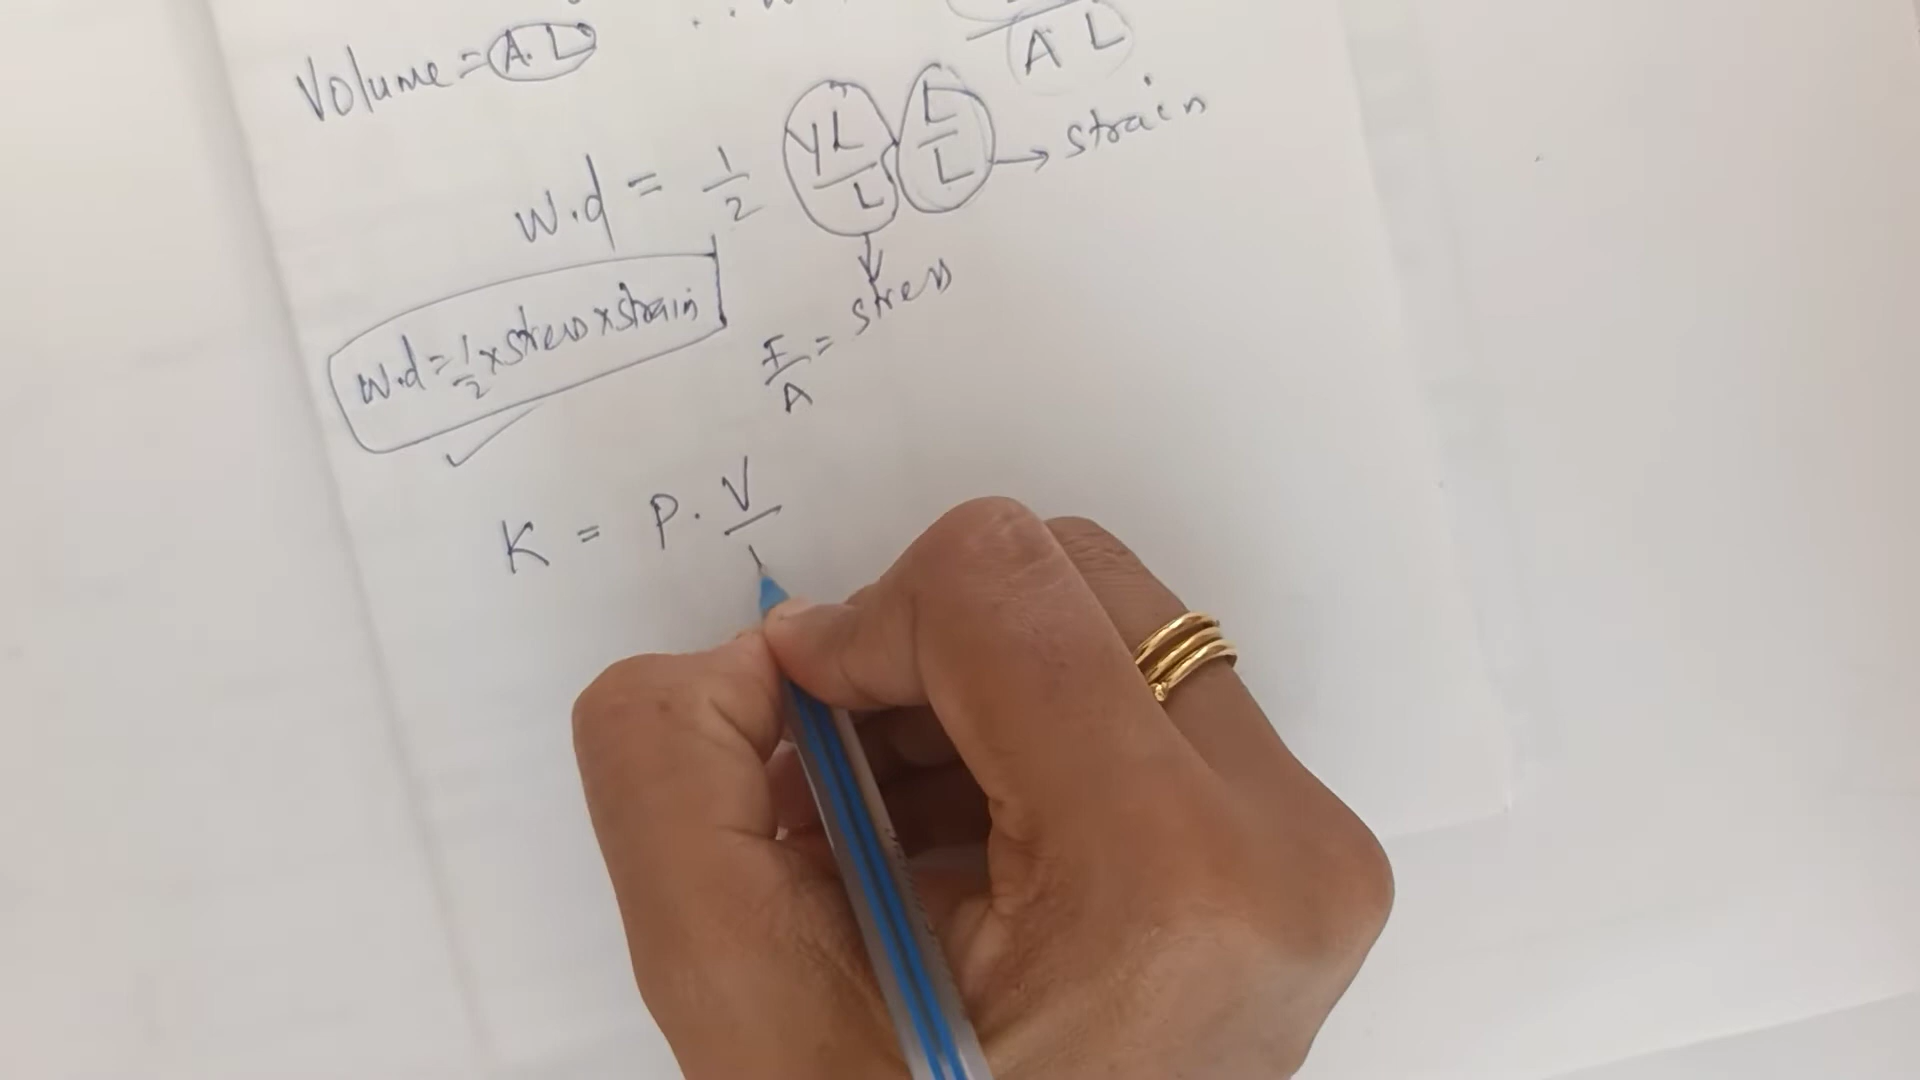 Volume = A.L
A L
W.d = 1/2 YL/L L/L → strain
stress
W.d = 1/2 x stress x strain
F/A =
K = P. V/